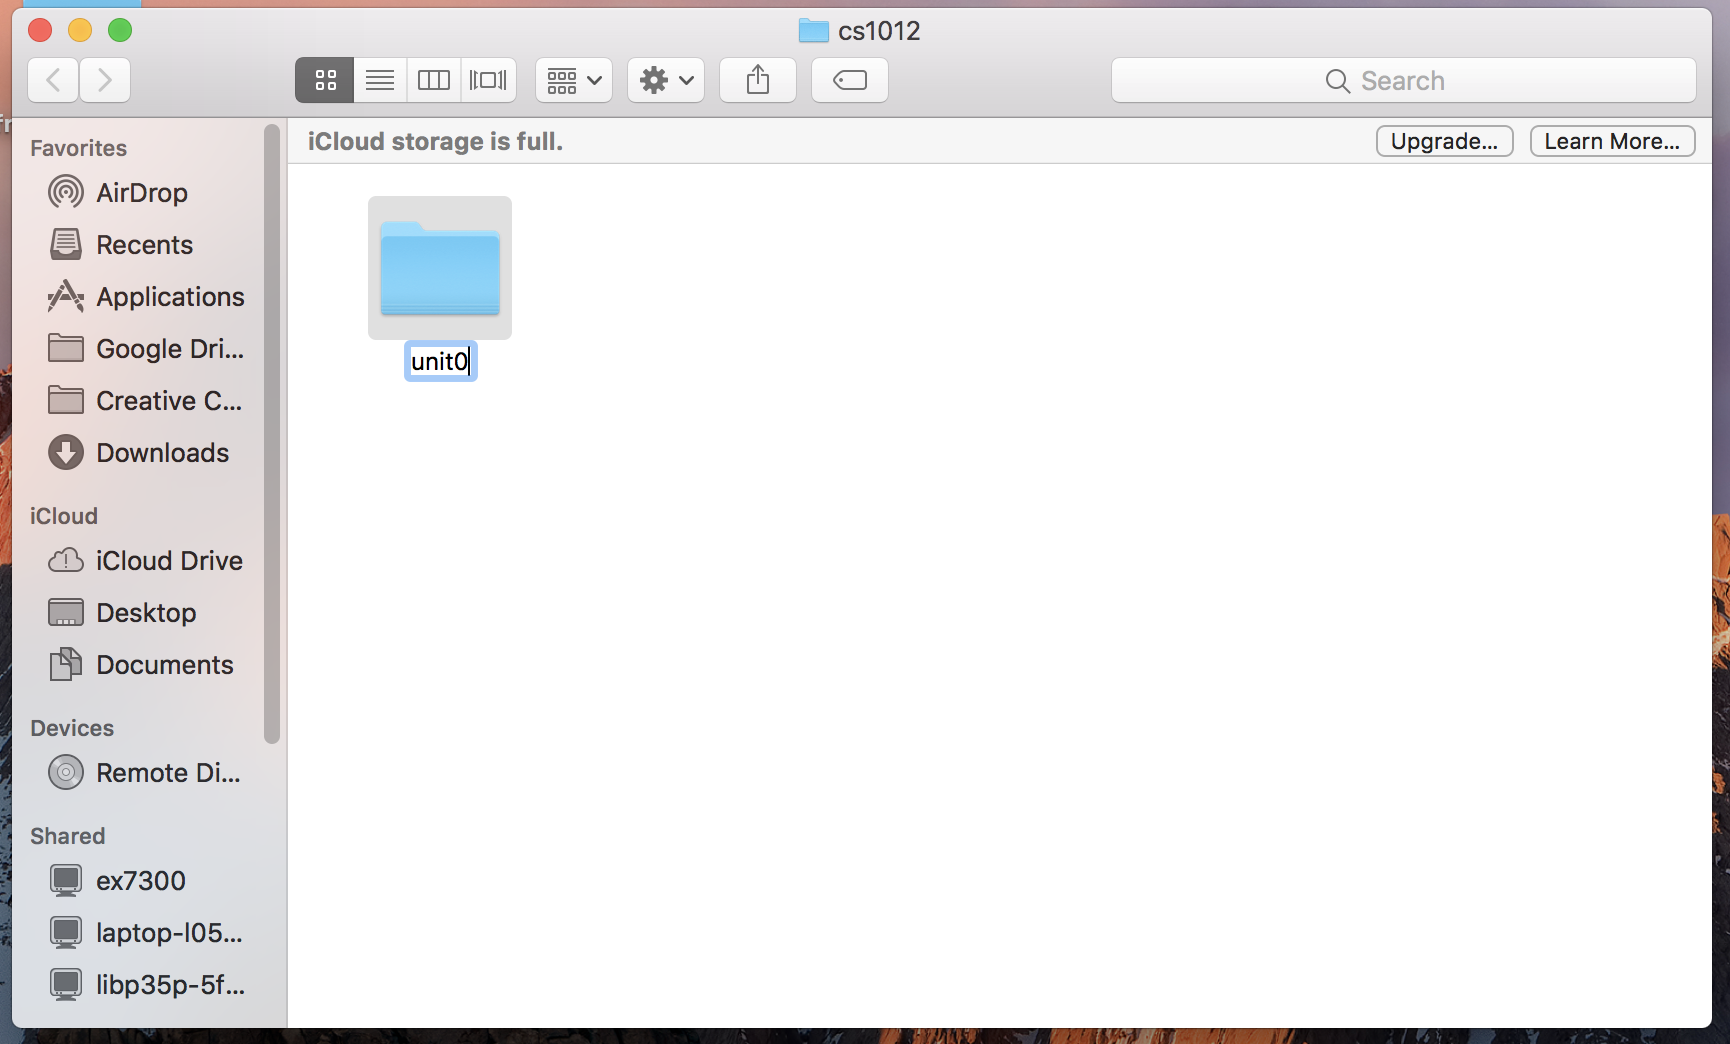 cs1012
Search
iCloud storage is full.
Upgrade...
Learn More...
Favorites
AirDrop
Recents
Applications
Google Dri...
Creative C...
Downloads
iCloud
iCloud Drive
Desktop
Documents
Devices
Remote Di...
Shared
ex7300
laptop-l05...
libp35p-5f...
unit0